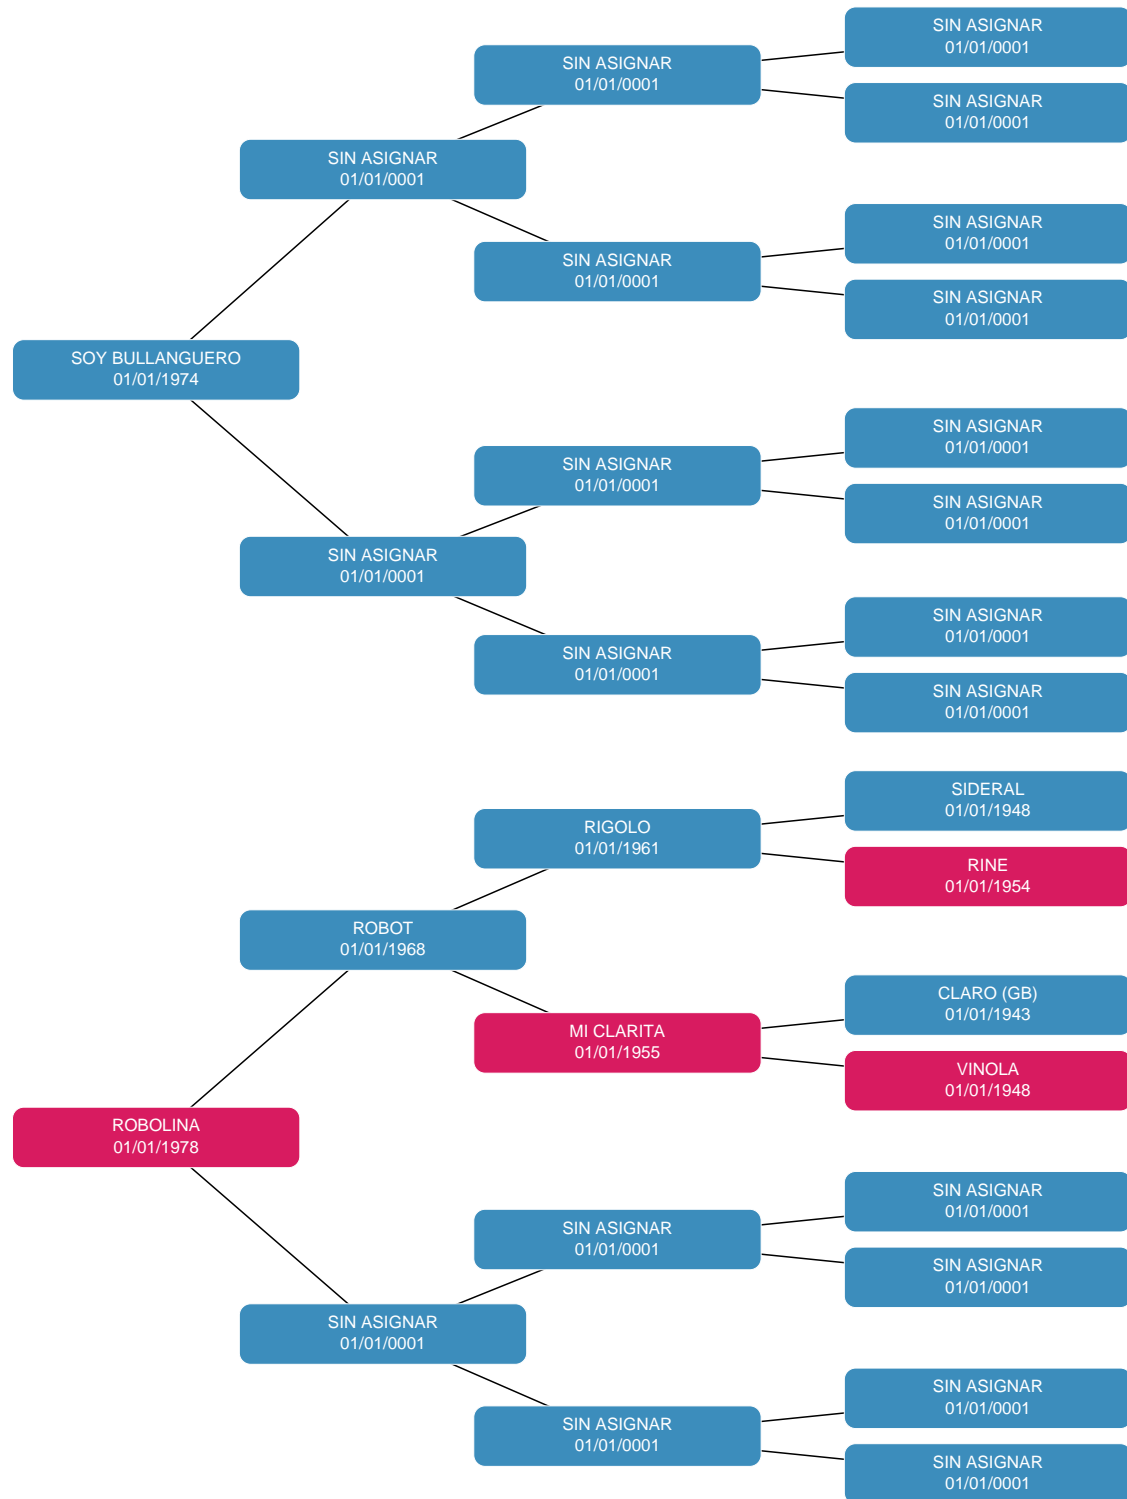 SIN ASIGNAR
01/01/0001
SIN ASIGNAR
01/01/0001
SIN ASIGNAR
01/01/0001
SIN ASIGNAR
01/01/0001
SIN ASIGNAR
01/01/0001
SIN ASIGNAR
01/01/0001
SIN ASIGNAR
01/01/0001
SOY BULLANGUERO
01/01/1974
SIN ASIGNAR
01/01/0001
SIN ASIGNAR
01/01/0001
SIN ASIGNAR
01/01/0001
SIN ASIGNAR
01/01/0001
SIN ASIGNAR
01/01/0001
SIN ASIGNAR
01/01/0001
SIN ASIGNAR
01/01/0001
SIDERAL
01/01/1948
RIGOLO
01/01/1961
RINE
01/01/1954
ROBOT
01/01/1968
CLARO (GB)
01/01/1943
MI CLARITA
01/01/1955
VINOLA
01/01/1948
ROBOLINA
01/01/1978
SIN ASIGNAR
01/01/0001
SIN ASIGNAR
01/01/0001
SIN ASIGNAR
01/01/0001
SIN ASIGNAR
01/01/0001
SIN ASIGNAR
01/01/0001
SIN ASIGNAR
01/01/0001
SIN ASIGNAR
01/01/0001